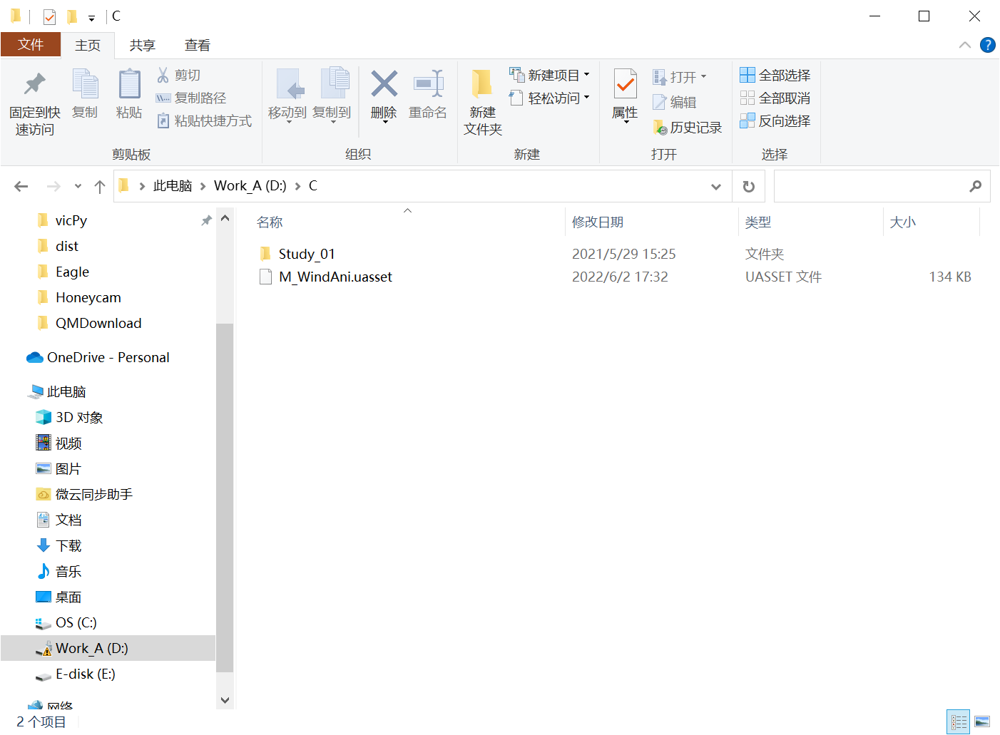 C
文件 主页 共享 查看
固定到快速访问
复制
粘贴
剪切
复制路径
粘贴快捷方式
剪贴板
移动到
复制到
删除
重命名
组织
新建文件夹
新建项目
轻松访问
新建
属性
打开
编辑
历史记录
打开
全部选择
全部取消
反向选择
选择
此电脑 Work_A (D:) C
vicPy
dist
Eagle
Honeycam
QMDownload
OneDrive - Personal
此电脑
3D 对象
视频
图片
微云同步助手
文档
下载
音乐
桌面
OS (C:)
Work_A (D:)
E-disk (E:)
网络
名称 修改日期 类型 大小
Study_01 2021/5/29 15:25 文件夹
M_WindAni.uasset 2022/6/2 17:32 UASSET 文件 134 KB
2 个项目